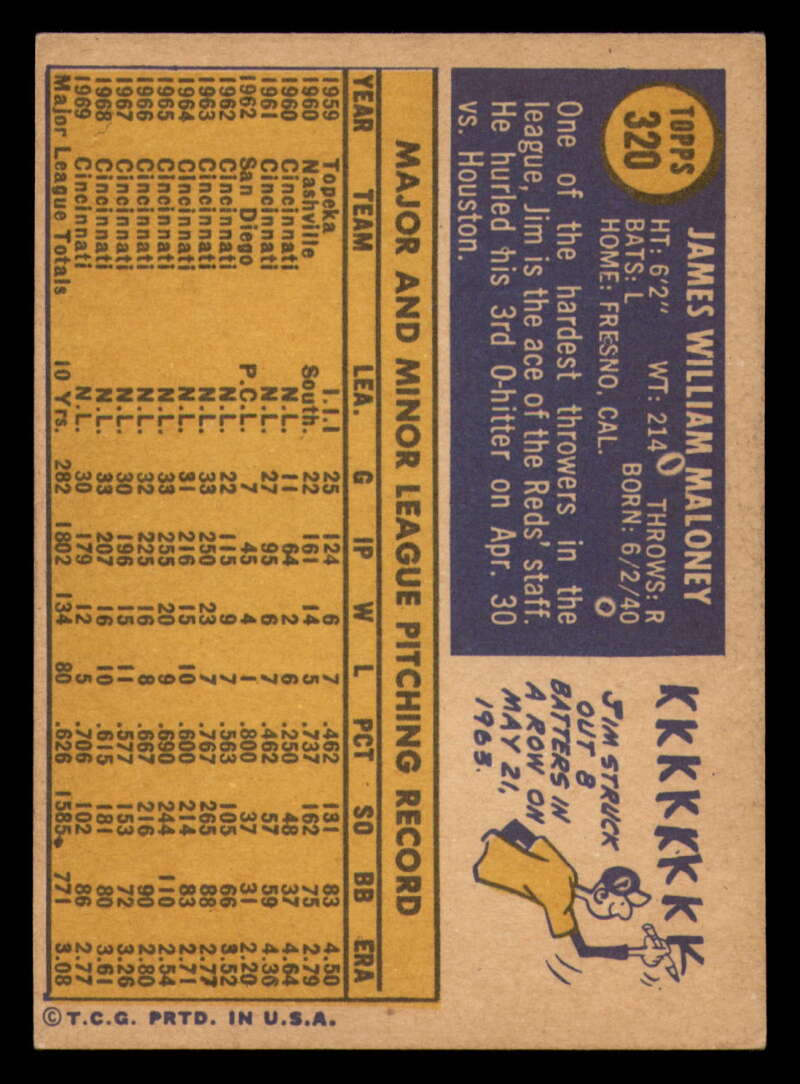 TOPPS
320
JAMES WILLIAM MALONEY
HT: 6'2" WT: 214 THROWS: R
BATS: L BORN: 6/2/40
HOME: FRESNO, CAL.
One of the hardest throwers in the
league, Jim is the ace of the Reds' staff.
He hurled his 3rd 0-hitter on Apr. 30
vs. Houston.
KKKKKKKK
JIM STRUCK
OUT 8
BATTERS IN
A ROW ON
MAY 21,
1963.
MAJOR AND MINOR LEAGUE PITCHING RECORD
YEAR TEAM LEA. G IP W L PCT SO BB ERA
1959 Topeka I.I.I 25 124 6 7 .462 131 83 4.50
1960 Nashville South. 22 161 14 5 .737 162 75 2.79
1960 Cincinnati N.L. 11 64 2 6 .250 48 37 4.64
1961 Cincinnati N.L. 27 95 6 7 .462 57 59 4.36
1962 San Diego P.C.L. 7 45 4 1 .800 37 31 2.20
1962 Cincinnati N.L. 22 115 9 7 .563 105 66 3.52
1963 Cincinnati N.L. 33 250 23 7 .767 265 88 2.77
1964 Cincinnati N.L. 31 216 15 10 .600 214 83 2.71
1965 Cincinnati N.L. 33 255 20 9 .690 244 110 2.54
1966 Cincinnati N.L. 32 225 16 8 .667 216 90 2.80
1967 Cincinnati N.L. 30 196 15 11 .577 153 72 3.26
1968 Cincinnati N.L. 33 207 16 10 .615 181 80 3.61
1969 Cincinnati N.L. 30 179 12 5 .706 102 86 2.77
Major League Totals 10 Yrs. 282 1802 134 80 .626 1585 771 3.08
© T.C.G. PRTD. IN U.S.A.